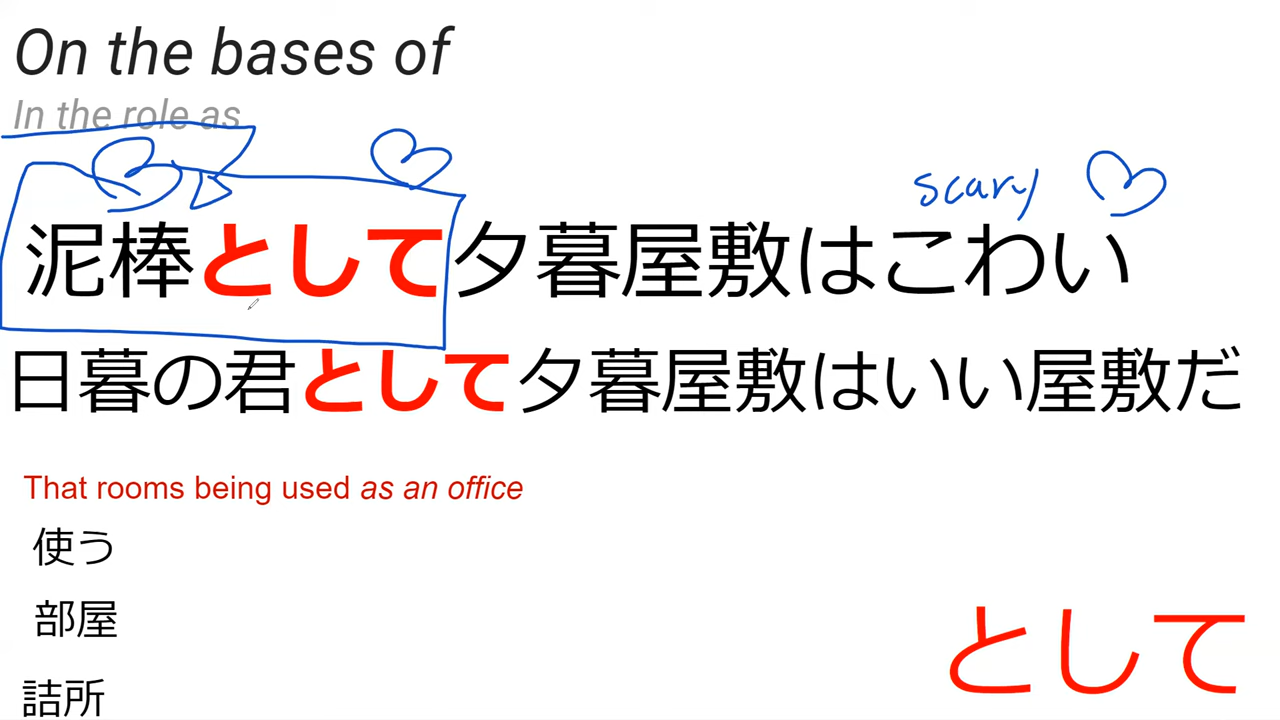 On the bases of
In the role as
scary
泥棒として夕暮屋敷はこわい
日暮の君として夕暮屋敷はいい屋敷だ
That rooms being used as an office
使う
部屋
詰所
として